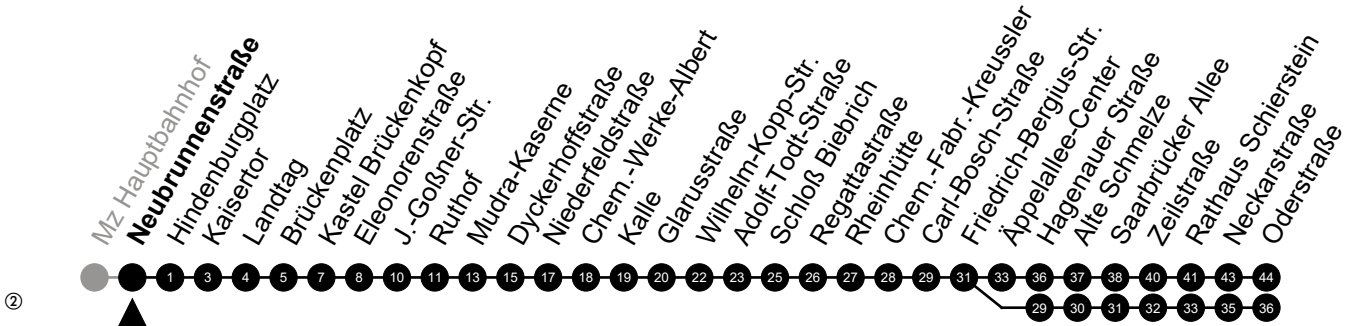 Mz Hauptbahnhof
Neubrunnenstraße
Hindenburgplatz
Kaisertor
Landtag
Brückenplatz
Kastel Brückenkopf
Eleonorenstraße
J.-Goßner-Str.
Ruthof
Mudra-Kaserne
Dyckerhoffstraße
Niederfeldstraße
Chem.-Werke-Albert
Kalle
Glarusstraße
Wilhelm-Kopp-Str.
Adolf-Todt-Straße
Schloß Biebrich
Regattastraße
Rheinhütte
Chem.-Fabr.-Kreussler
Carl-Bosch-Straße
Friedrich-Bergius-Str.
Äppelallee-Center
Hagenauer Straße
Alte Schmelze
Saarbrücker Allee
Zeilstraße
Rathaus Schierstein
Neckarstraße
Oderstraße
1 3 4 5 7 8 10 11 13 15 17 18 19 20 22 23 25 26 27 28 29 31 33 36 37 38 40 41 43 44
② 29 30 31 32 33 35 36